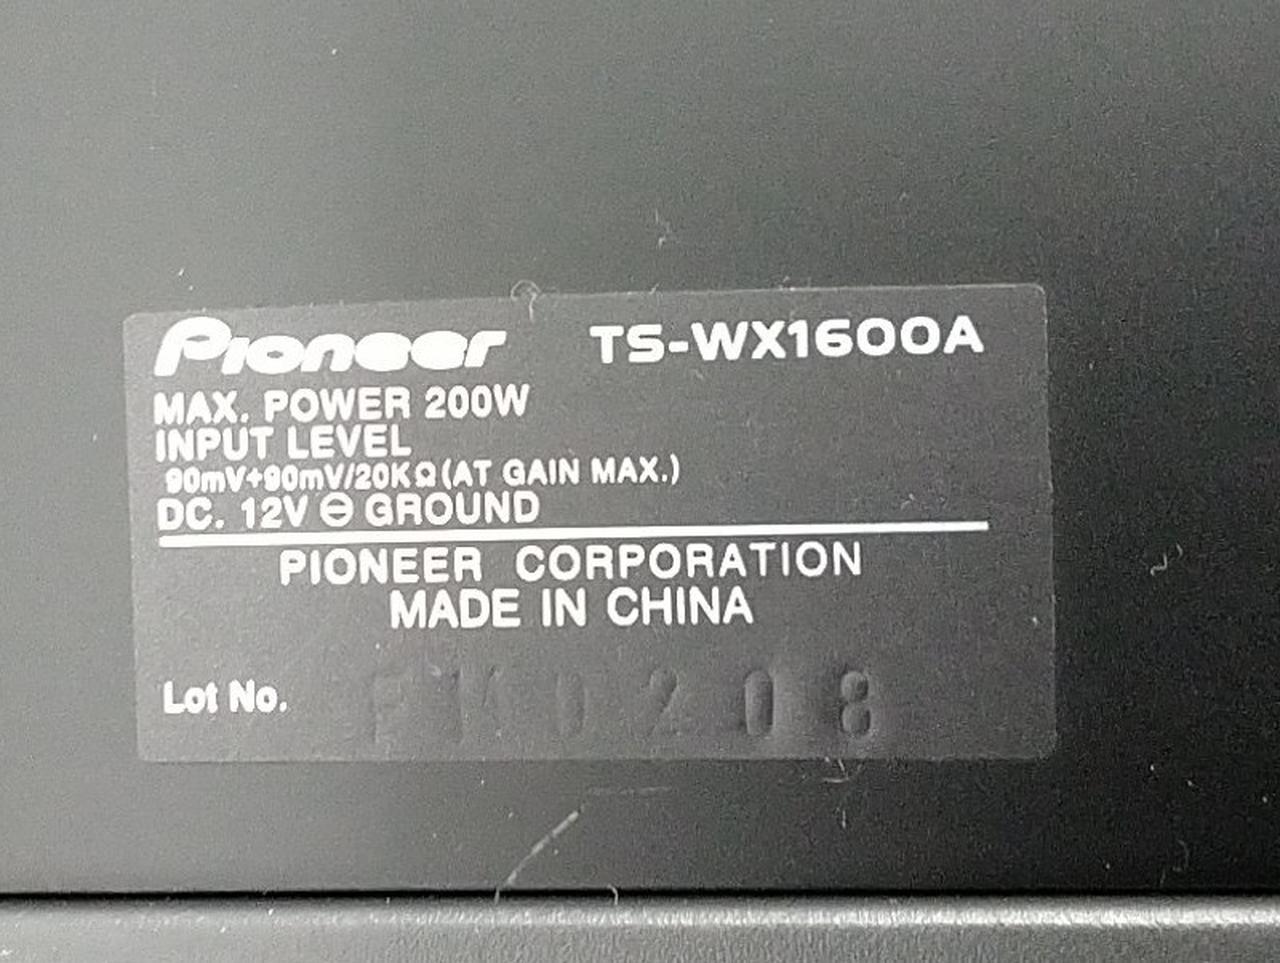 Pioneer TS-WX1600A
MAX. POWER 200W
INPUT LEVEL
90mV+90mV/20KΩ (AT GAIN MAX.)
DC. 12V ⊖ GROUND
PIONEER CORPORATION
MADE IN CHINA
Lot No.